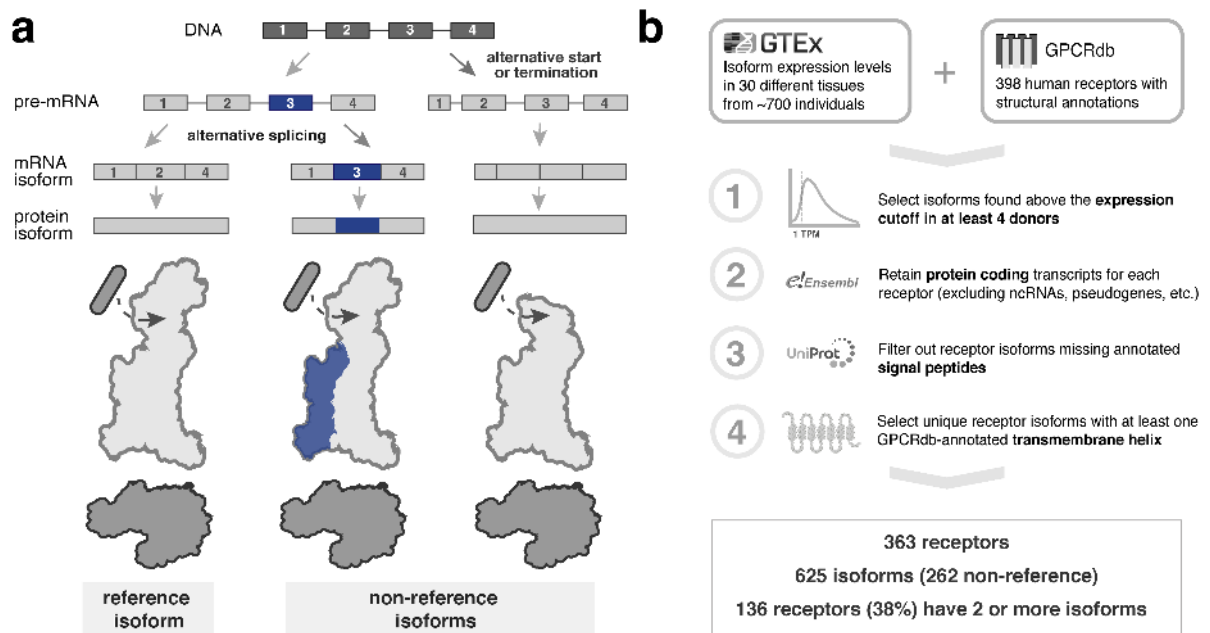 a
DNA
1 2 3 4
alternative start
or termination
pre-mRNA
1 2 3 4
1 2 3 4
alternative splicing
mRNA
isoform
1 2 4
1 3 4
protein
isoform
reference
isoform
non-reference
isoforms
b
GTEx
Isoform expression levels
in 30 different tissues
from ~700 individuals
+
GPCRdb
398 human receptors with
structural annotations
1
1 TPM
Select isoforms found above the expression
cutoff in at least 4 donors
2
e!Ensembl
Retain protein coding transcripts for each
receptor (excluding ncRNAs, pseudogenes, etc.)
3
UniProt
Filter out receptor isoforms missing annotated
signal peptides
4
Select unique receptor isoforms with at least one
GPCRdb-annotated transmembrane helix
363 receptors
625 isoforms (262 non-reference)
136 receptors (38%) have 2 or more isoforms